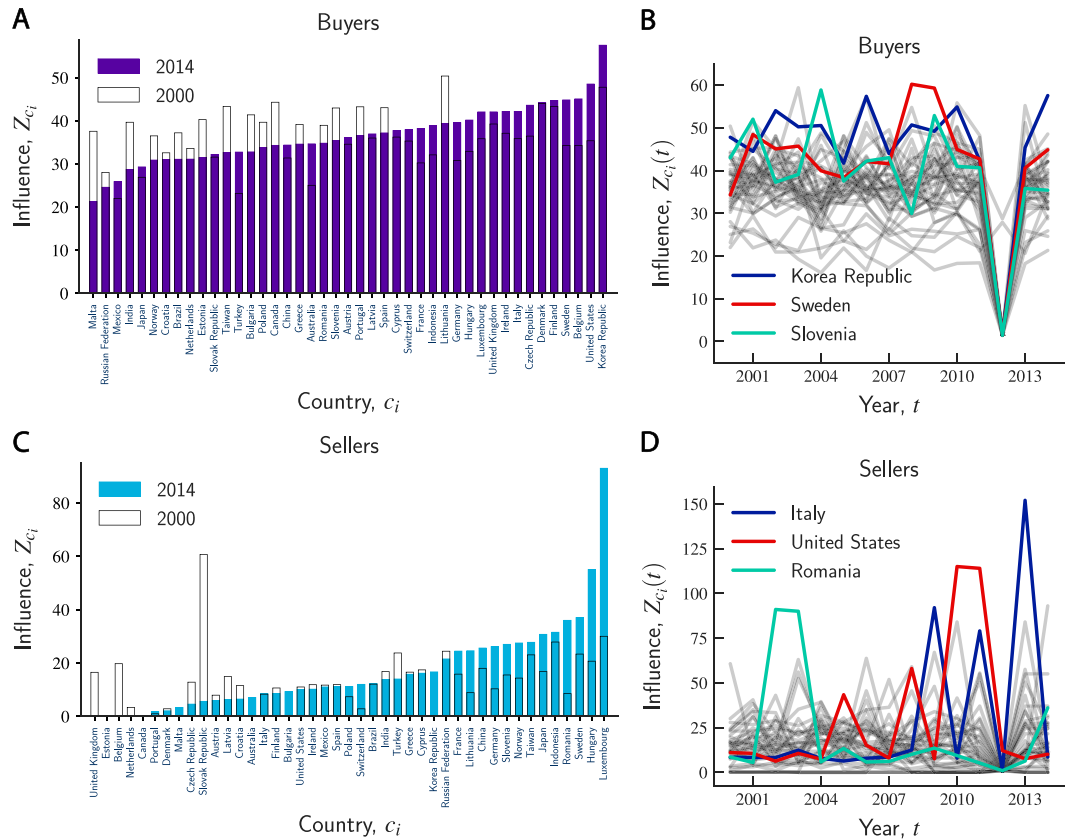 A
Buyers
Influence, Z_{c_i}
50
40
30
20
10
0
2014
2000
Malta
Russian Federation
Mexico
India
Japan
Norway
Croatia
Brazil
Netherlands
Estonia
Slovak Republic
Taiwan
Turkey
Bulgaria
Poland
Canada
China
Greece
Australia
Romania
Slovenia
Austria
Portugal
Latvia
Spain
Cyprus
Switzerland
France
Indonesia
Lithuania
Germany
Hungary
Luxembourg
United Kingdom
Ireland
Italy
Czech Republic
Denmark
Finland
Sweden
Belgium
United States
Korea Republic
Country, c_i
B
Buyers
Influence, Z_{c_i}(t)
60
50
40
30
20
10
0
Korea Republic
Sweden
Slovenia
2001 2004 2007 2010 2013
Year, t
C
Sellers
Influence, Z_{c_i}
80
60
40
20
0
2014
2000
United Kingdom
Estonia
Belgium
Netherlands
Canada
Portugal
Denmark
Malta
Czech Republic
Slovak Republic
Austria
Latvia
Croatia
Australia
Italy
Finland
Bulgaria
United States
Ireland
Mexico
Spain
Poland
Switzerland
Brazil
India
Turkey
Greece
Cyprus
Korea Republic
Russian Federation
France
Lithuania
China
Germany
Slovenia
Norway
Taiwan
Japan
Indonesia
Romania
Sweden
Hungary
Luxembourg
Country, c_i
D
Sellers
Influence, Z_{c_i}(t)
150
125
100
75
50
25
0
Italy
United States
Romania
2001 2004 2007 2010 2013
Year, t